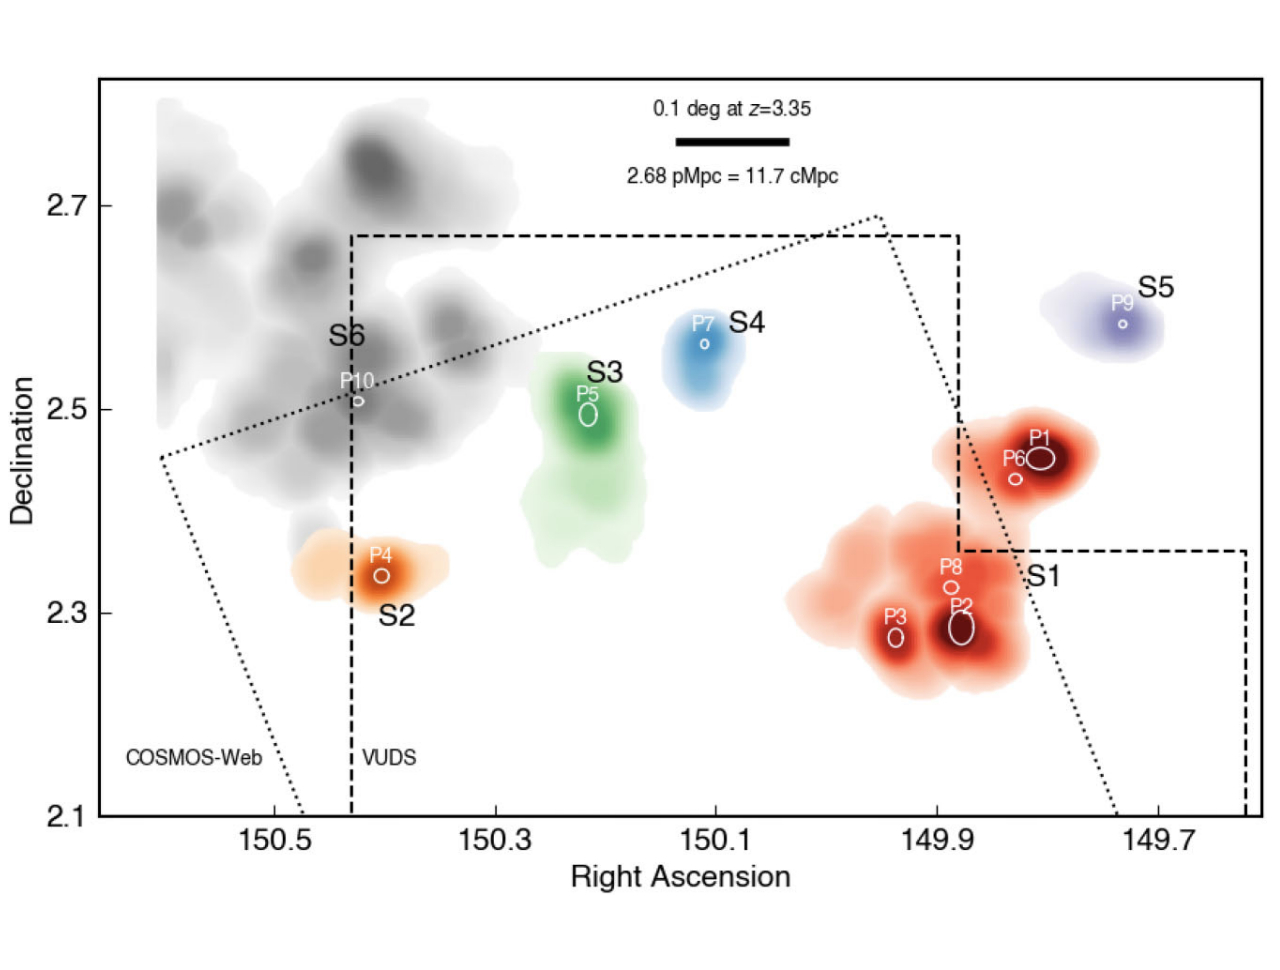 0.1 deg at z=3.35
2.68 pMpc = 11.7 cMpc
2.7
S5
P9
S4
P7
S6
S3
P10
P5
2.5
P1
P6
Declination
P4
P8
S1
S2
P3
P2
2.3
COSMOS-Web
VUDS
2.1
150.5
150.3
150.1
149.9
149.7
Right Ascension